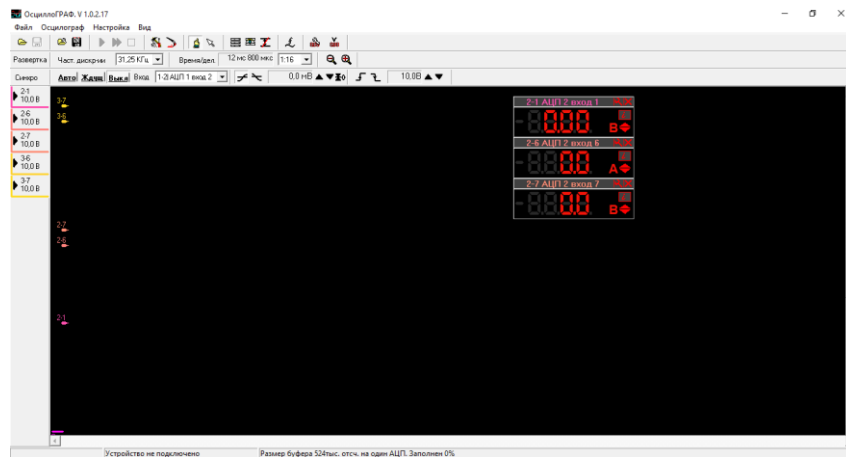 ОсциллоГРАФ. V 1.0.2.17
Файл Осциллограф Настройка Вид
Развертка Част. дискр-ии 31,25 КГц Время/дел. 12 мс 800 мкс 1:16
Синхро Авто Ждущ Выкл Вход 1-2\АЦП 1 вход 2 0.0 мВ 10.0В
2-1
10,0 В
2-6
10,0 В
2-7
10,0 В
3-6
10,0 В
3-7
10,0 В
3-7
3-6
2-7
2-6
2-1
2-1 АЦП 2 вход 1
0.00 В
2-6 АЦП 2 вход 6
0.0 А
2-7 АЦП 2 вход 7
0.0 В
Устройство не подключено Размер буфера 524тыс. отсч. на один АЦП. Заполнен 0%